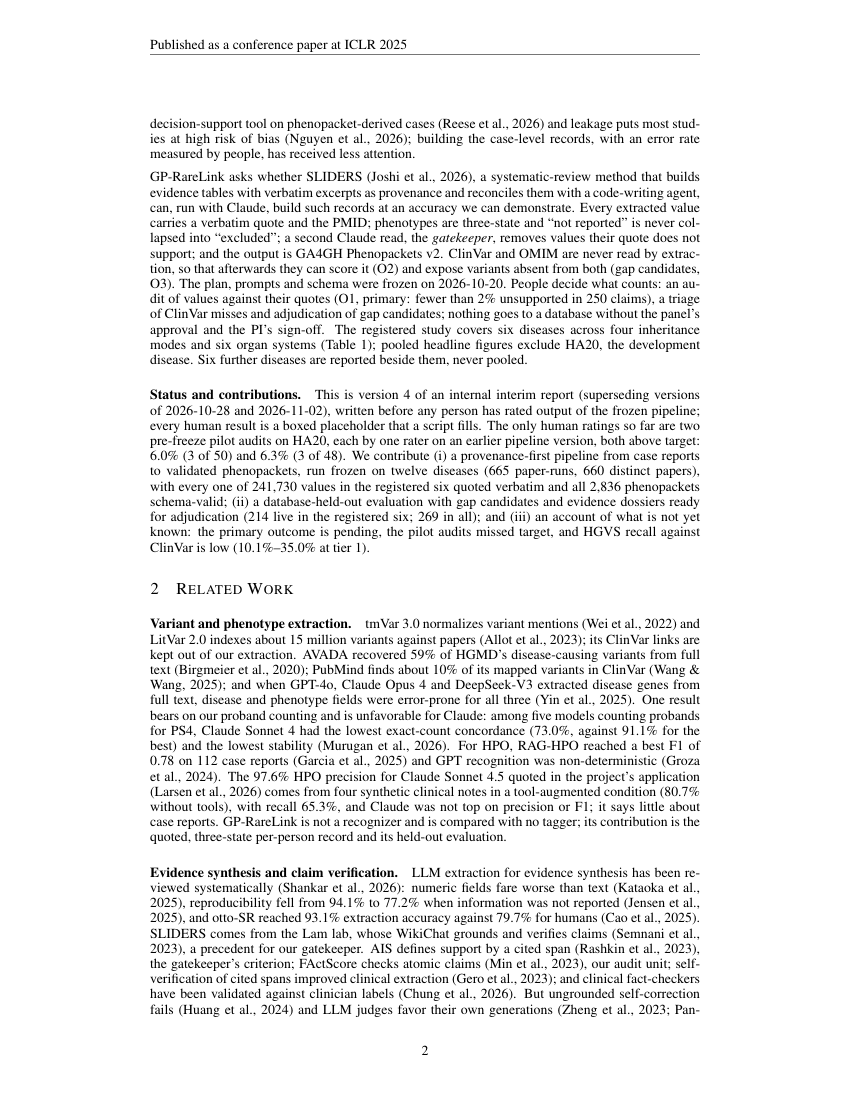 Published as a conference paper at ICLR 2025
decision-support tool on phenopacket-derived cases (Reese et al., 2026) and leakage puts most stud-
ies at high risk of bias (Nguyen et al., 2026); building the case-level records, with an error rate
measured by people, has received less attention.
GP-RareLink asks whether SLIDERS (Joshi et al., 2026), a systematic-review method that builds
evidence tables with verbatim excerpts as provenance and reconciles them with a code-writing agent,
can, run with Claude, build such records at an accuracy we can demonstrate. Every extracted value
carries a verbatim quote and the PMID; phenotypes are three-state and “not reported” is never col-
lapsed into “excluded”; a second Claude read, the gatekeeper, removes values their quote does not
support; and the output is GA4GH Phenopackets v2. ClinVar and OMIM are never read by extrac-
tion, so that afterwards they can score it (O2) and expose variants absent from both (gap candidates,
O3). The plan, prompts and schema were frozen on 2026-10-20. People decide what counts: an au-
dit of values against their quotes (O1, primary: fewer than 2% unsupported in 250 claims), a triage
of ClinVar misses and adjudication of gap candidates; nothing goes to a database without the panel’s
approval and the PI’s sign-off. The registered study covers six diseases across four inheritance
modes and six organ systems (Table 1); pooled headline figures exclude HA20, the development
disease. Six further diseases are reported beside them, never pooled.
Status and contributions. This is version 4 of an internal interim report (superseding versions
of 2026-10-28 and 2026-11-02), written before any person has rated output of the frozen pipeline;
every human result is a boxed placeholder that a script fills. The only human ratings so far are two
pre-freeze pilot audits on HA20, each by one rater on an earlier pipeline version, both above target:
6.0% (3 of 50) and 6.3% (3 of 48). We contribute (i) a provenance-first pipeline from case reports
to validated phenopackets, run frozen on twelve diseases (665 paper-runs, 660 distinct papers),
with every one of 241,730 values in the registered six quoted verbatim and all 2,836 phenopackets
schema-valid; (ii) a database-held-out evaluation with gap candidates and evidence dossiers ready
for adjudication (214 live in the registered six; 269 in all); and (iii) an account of what is not yet
known: the primary outcome is pending, the pilot audits missed target, and HGVS recall against
ClinVar is low (10.1%–35.0% at tier 1).
2 RELATED WORK
Variant and phenotype extraction. tmVar 3.0 normalizes variant mentions (Wei et al., 2022) and
LitVar 2.0 indexes about 15 million variants against papers (Allot et al., 2023); its ClinVar links are
kept out of our extraction. AVADA recovered 59% of HGMD’s disease-causing variants from full
text (Birgmeier et al., 2020); PubMind finds about 10% of its mapped variants in ClinVar (Wang &
Wang, 2025); and when GPT-4o, Claude Opus 4 and DeepSeek-V3 extracted disease genes from
full text, disease and phenotype fields were error-prone for all three (Yin et al., 2025). One result
bears on our proband counting and is unfavorable for Claude: among five models counting probands
for PS4, Claude Sonnet 4 had the lowest exact-count concordance (73.0%, against 91.1% for the
best) and the lowest stability (Murugan et al., 2026). For HPO, RAG-HPO reached a best F1 of
0.78 on 112 case reports (Garcia et al., 2025) and GPT recognition was non-deterministic (Groza
et al., 2024). The 97.6% HPO precision for Claude Sonnet 4.5 quoted in the project’s application
(Larsen et al., 2026) comes from four synthetic clinical notes in a tool-augmented condition (80.7%
without tools), with recall 65.3%, and Claude was not top on precision or F1; it says little about
case reports. GP-RareLink is not a recognizer and is compared with no tagger; its contribution is the
quoted, three-state per-person record and its held-out evaluation.
Evidence synthesis and claim verification. LLM extraction for evidence synthesis has been re-
viewed systematically (Shankar et al., 2026): numeric fields fare worse than text (Kataoka et al.,
2025), reproducibility fell from 94.1% to 77.2% when information was not reported (Jensen et al.,
2025), and otto-SR reached 93.1% extraction accuracy against 79.7% for humans (Cao et al., 2025).
SLIDERS comes from the Lam lab, whose WikiChat grounds and verifies claims (Semnani et al.,
2023), a precedent for our gatekeeper. AIS defines support by a cited span (Rashkin et al., 2023),
the gatekeeper’s criterion; FActScore checks atomic claims (Min et al., 2023), our audit unit; self-
verification of cited spans improved clinical extraction (Gero et al., 2023); and clinical fact-checkers
have been validated against clinician labels (Chung et al., 2026). But ungrounded self-correction
fails (Huang et al., 2024) and LLM judges favor their own generations (Zheng et al., 2023; Pan-
2